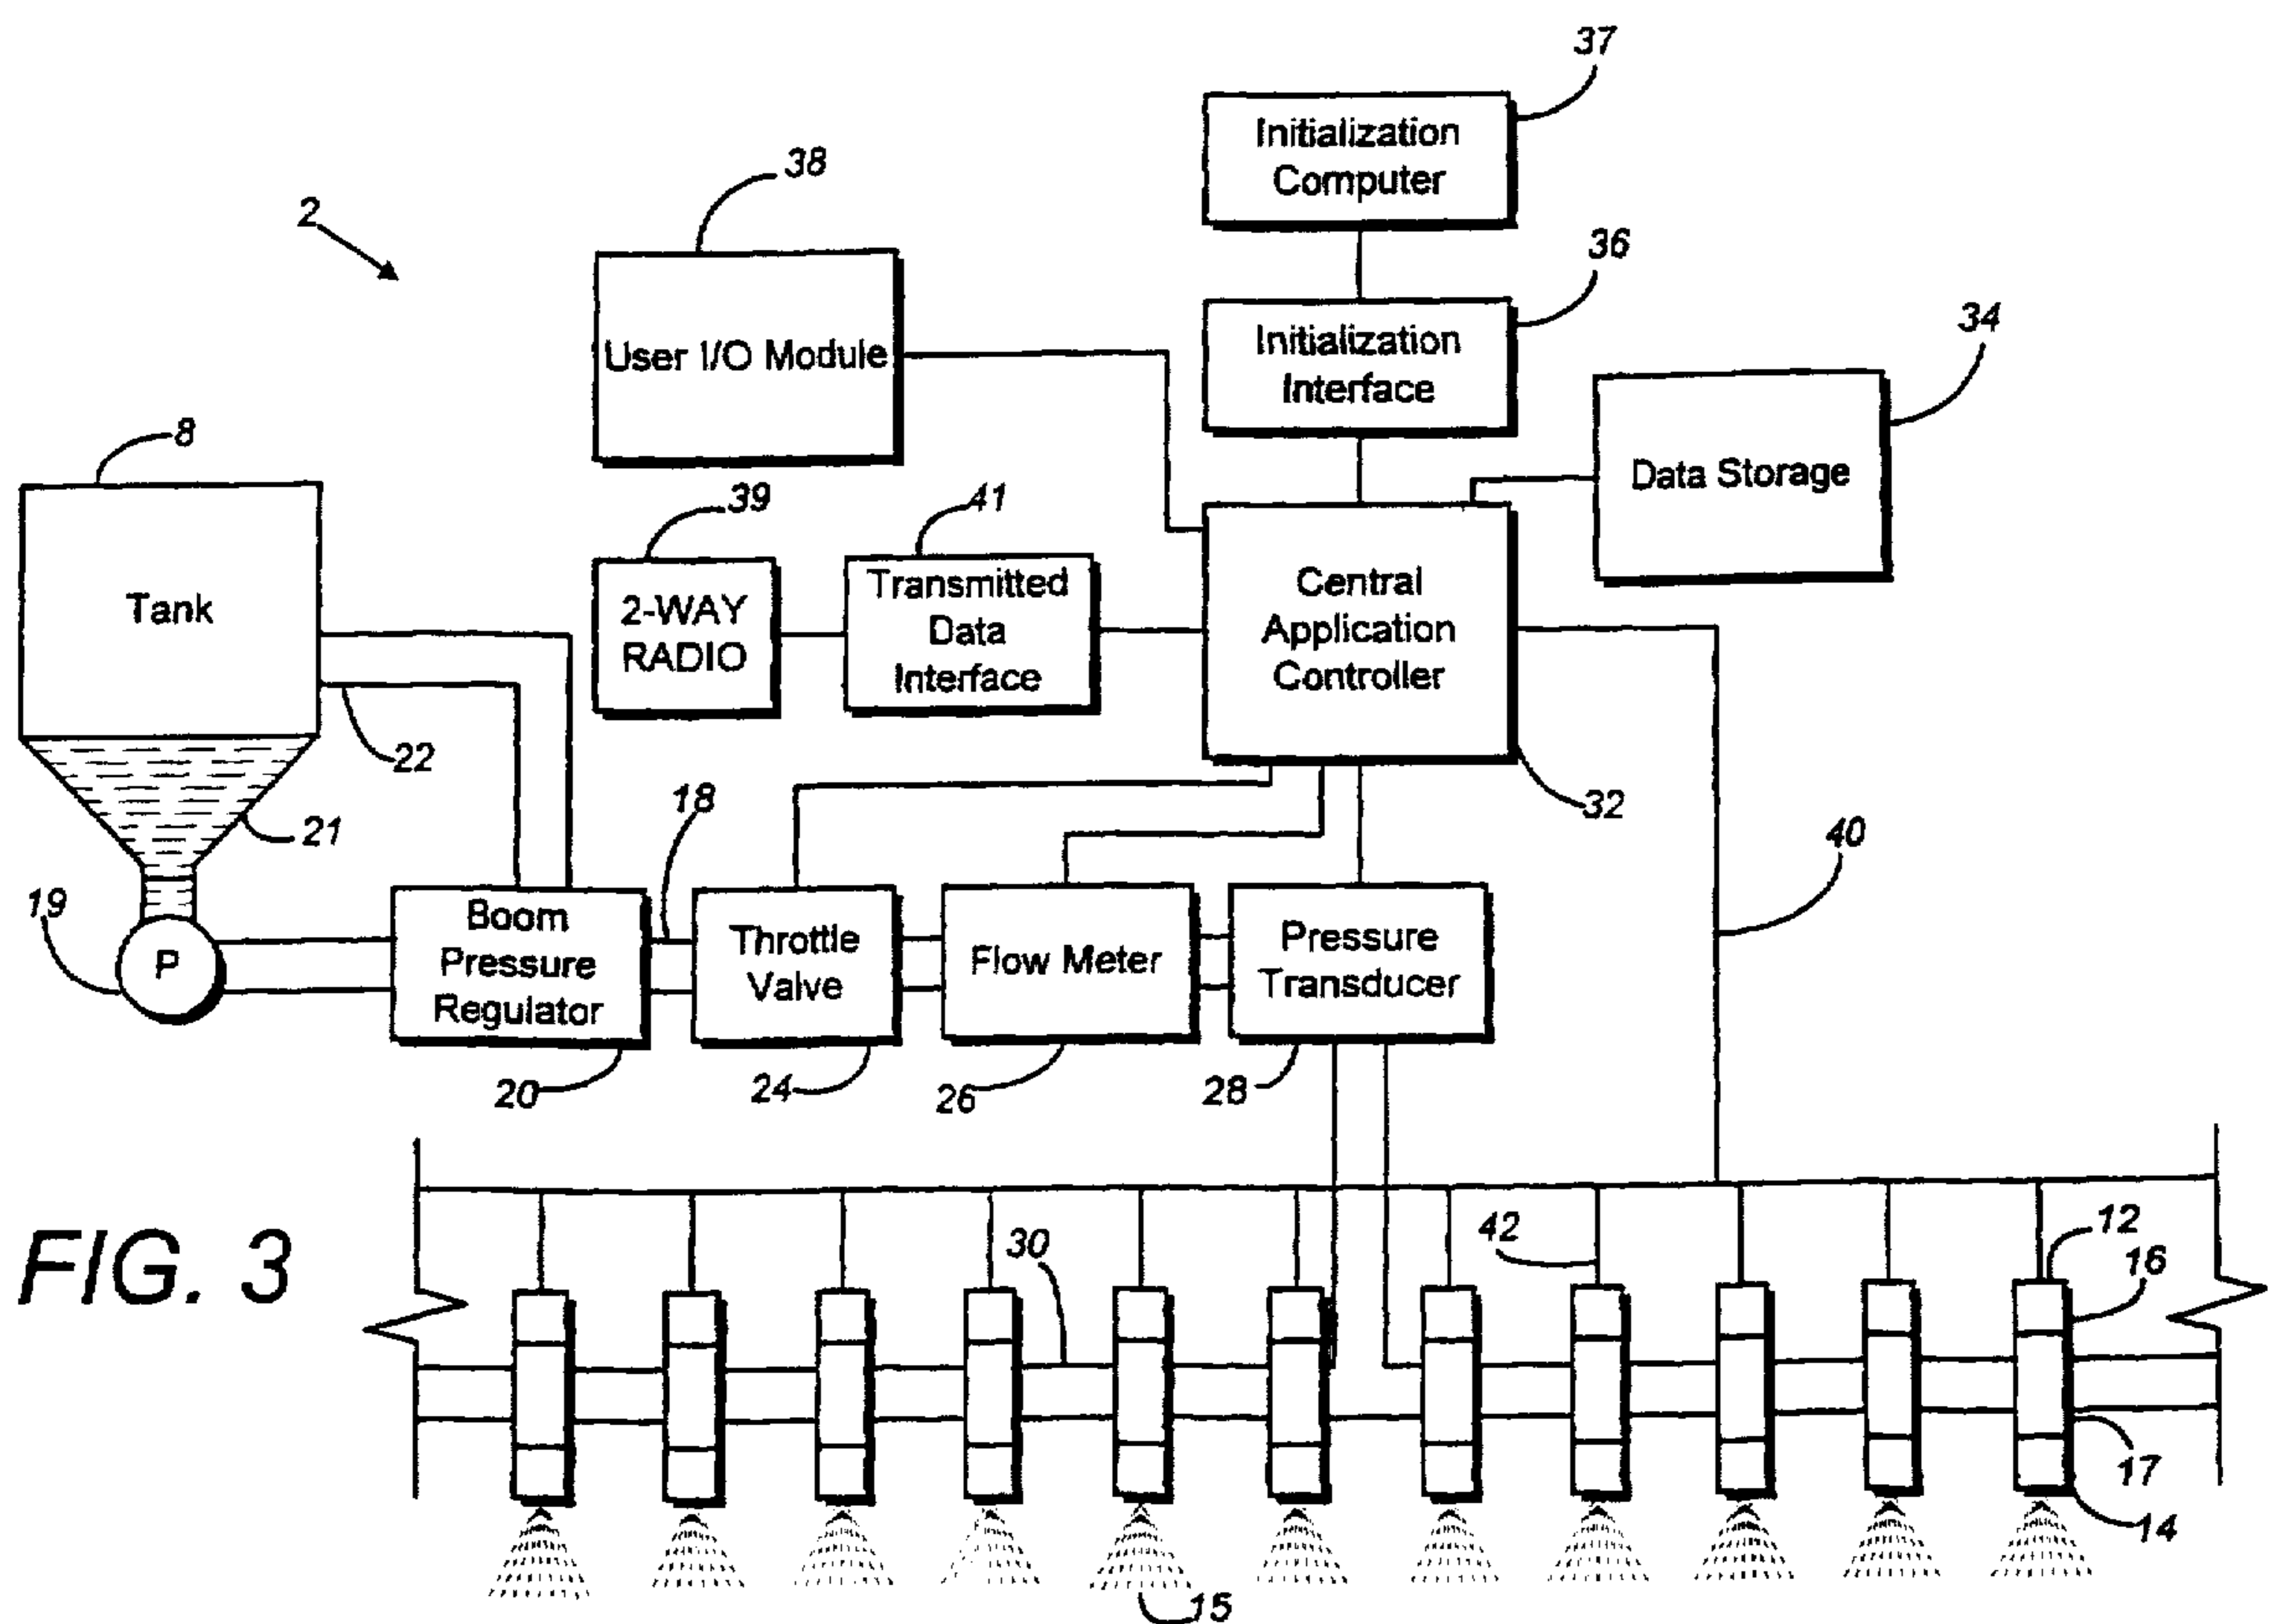 37
Initialization
Computer
38
2
36
User I/O Module
Initialization
Interface
34
Data Storage
8
Tank
39
2-WAY
RADIO
41
Transmitted
Data
Interface
Central
Application
Controller
22
21
18
32
40
19
P
Boom
Pressure
Regulator
Throttle
Valve
Flow Meter
Pressure
Transducer
20
24
26
28
FIG. 3
30
42
12
16
17
14
15